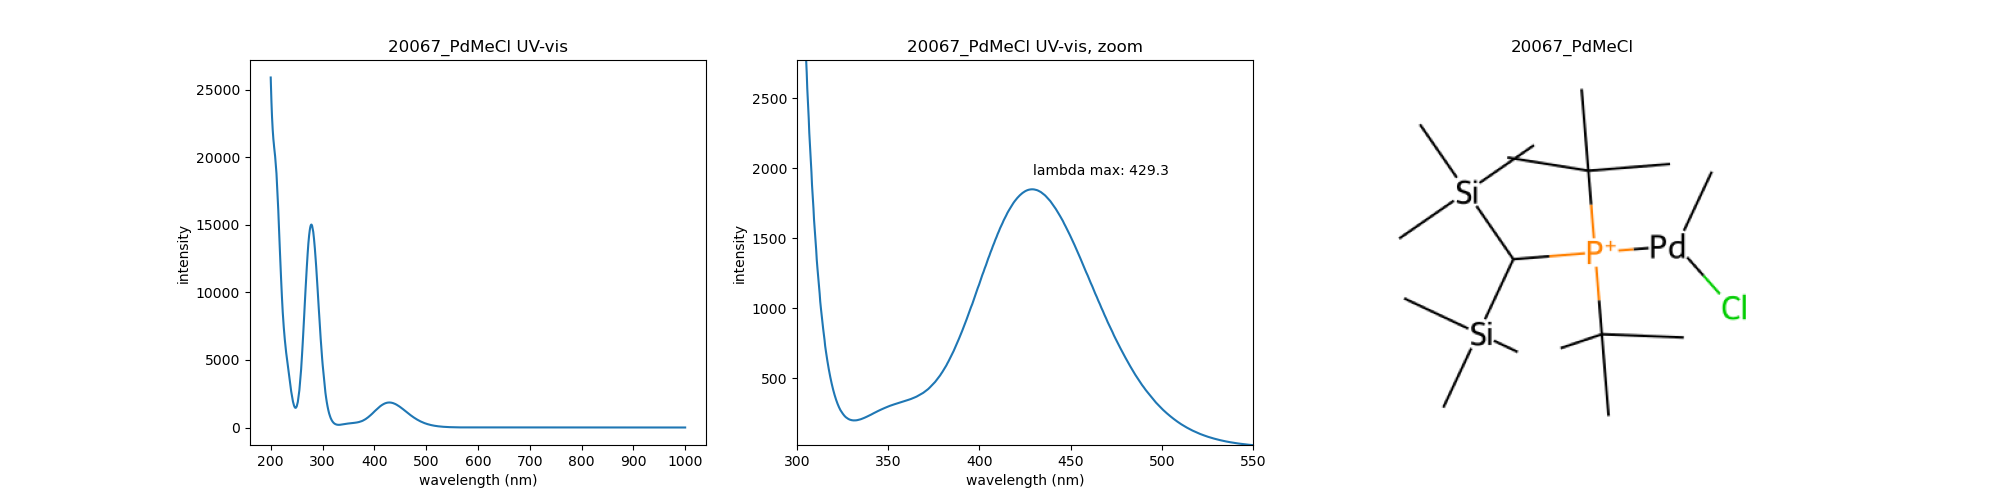 20067_PdMeCl UV-vis
25000
20000
15000
10000
5000
0
intensity
200 300 400 500 600 700 800 900 1000
wavelength (nm)
20067_PdMeCl UV-vis, zoom
2500
2000
1500
1000
500
intensity
lambda max: 429.3
300 350 400 450 500 550
wavelength (nm)
20067_PdMeCl
Si
P+ Pd
Cl
Si